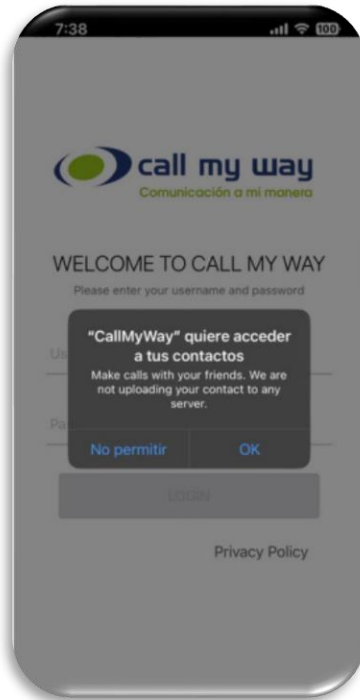 7:38
100
call my way
Comunicación a mi manera
WELCOME TO CALL MY WAY
Please enter your username and password
"CallMyWay" quiere acceder
a tus contactos
Make calls with your friends. We are
not uploading your contact to any
server.
Us
Pa
No permitir OK
LOGIN
Privacy Policy